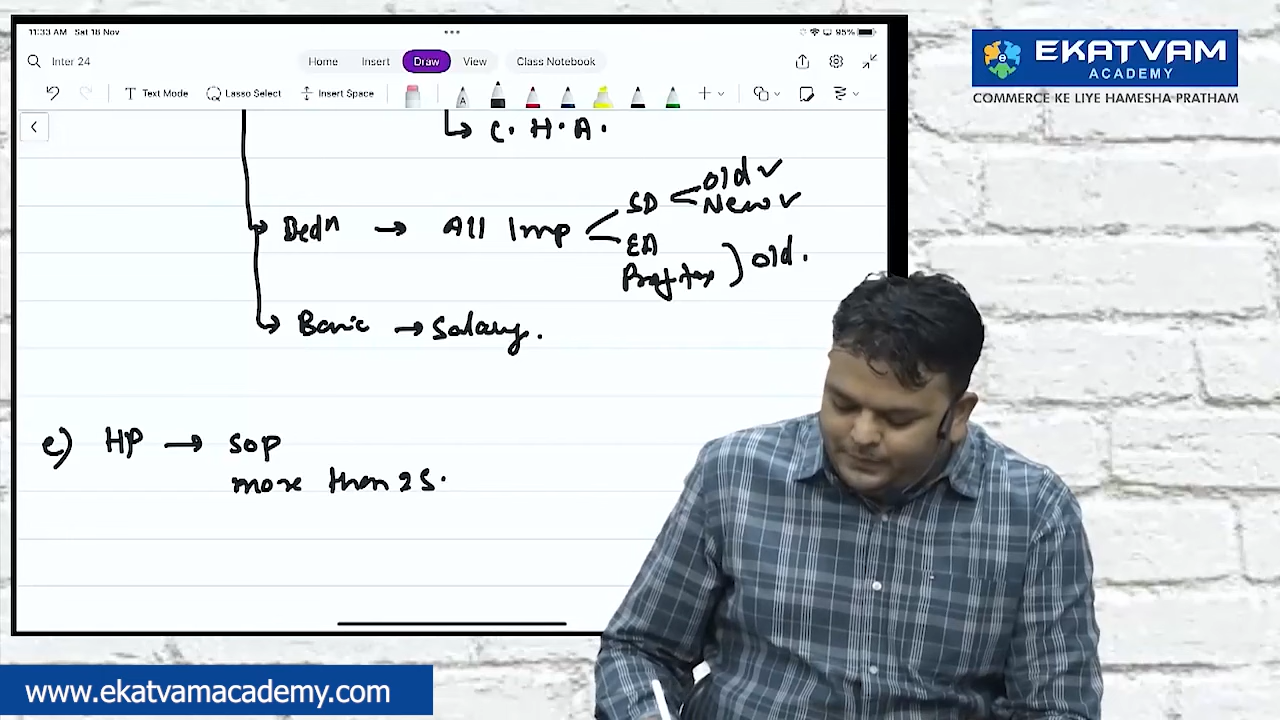 11:33 AM Sat 18 Nov
95%
Inter 24
Home Insert Draw View Class Notebook
Text Mode Lasso Select Insert Space
EKATVAM
ACADEMY
COMMERCE KE LIYE HAMESHA PRATHAM
↳ C. H. A.
Dedn → All Imp
SD
Old ✓
New ✓
EA
Prof tax
Old.
Basic → Salary.
e) HP → SOP
more than 2 S.
www.ekatvamacademy.com